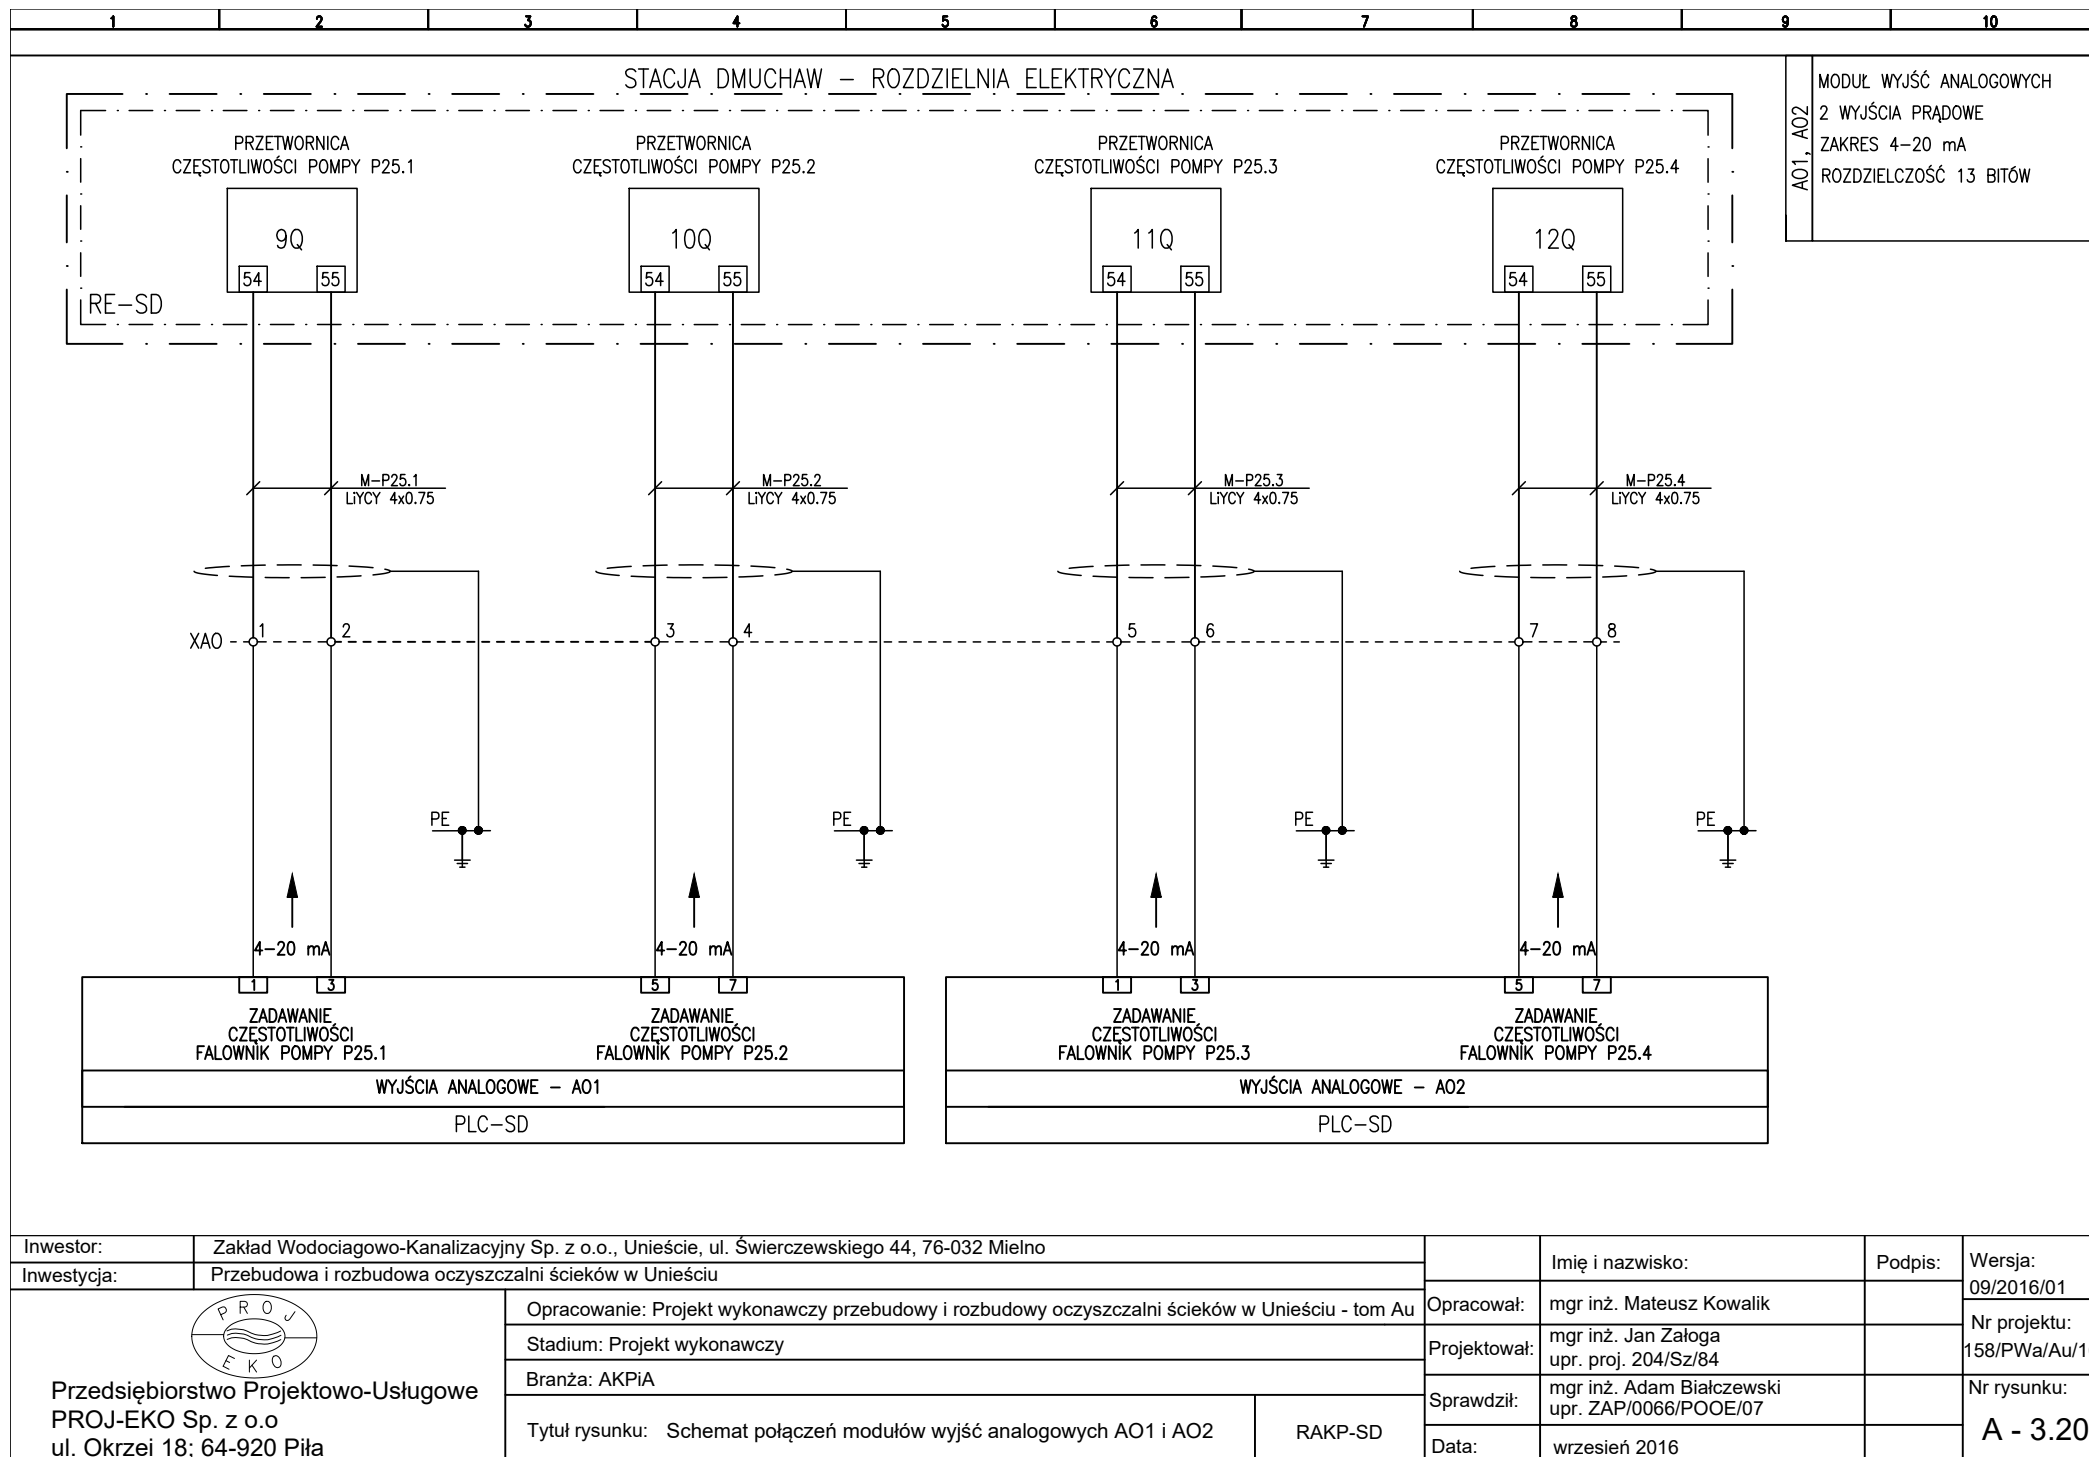 1 2 3 4 5 6 7 8 9 10
STACJA DMUCHAW – ROZDZIELNIA ELEKTRYCZNA
MODUŁ WYJŚĆ ANALOGOWYCH
2 WYJŚCIA PRĄDOWE
ZAKRES 4–20 mA
ROZDZIELCZOŚĆ 13 BITÓW
AO1, AO2
PRZETWORNICA
CZĘSTOTLIWOŚCI POMPY P25.1
PRZETWORNICA
CZĘSTOTLIWOŚCI POMPY P25.2
PRZETWORNICA
CZĘSTOTLIWOŚCI POMPY P25.3
PRZETWORNICA
CZĘSTOTLIWOŚCI POMPY P25.4
9Q 10Q 11Q 12Q
54 55 54 55 54 55 54 55
RE–SD
M–P25.1
LiYCY 4x0.75
M–P25.2
LiYCY 4x0.75
M–P25.3
LiYCY 4x0.75
M–P25.4
LiYCY 4x0.75
XAO 1 2 3 4 5 6 7 8
PE PE PE PE
4–20 mA 4–20 mA 4–20 mA 4–20 mA
1 3 5 7 1 3 5 7
ZADAWANIE
CZĘSTOTLIWOŚCI
FALOWNIK POMPY P25.1
ZADAWANIE
CZĘSTOTLIWOŚCI
FALOWNIK POMPY P25.2
ZADAWANIE
CZĘSTOTLIWOŚCI
FALOWNIK POMPY P25.3
ZADAWANIE
CZĘSTOTLIWOŚCI
FALOWNIK POMPY P25.4
WYJŚCIA ANALOGOWE – AO1
WYJŚCIA ANALOGOWE – AO2
PLC–SD
PLC–SD
Inwestor: Zakład Wodociagowo-Kanalizacyjny Sp. z o.o., Unieście, ul. Świerczewskiego 44, 76-032 Mielno
Inwestycja: Przebudowa i rozbudowa oczyszczalni ścieków w Unieściu
PROJ
EKO
Przedsiębiorstwo Projektowo-Usługowe
PROJ-EKO Sp. z o.o
ul. Okrzei 18; 64-920 Piła
Opracowanie: Projekt wykonawczy przebudowy i rozbudowy oczyszczalni ścieków w Unieściu - tom Au
Stadium: Projekt wykonawczy
Branża: AKPiA
Tytuł rysunku: Schemat połączeń modułów wyjść analogowych AO1 i AO2
RAKP-SD
Imię i nazwisko: Podpis:
Opracował: mgr inż. Mateusz Kowalik
Projektował: mgr inż. Jan Załoga
upr. proj. 204/Sz/84
Sprawdził: mgr inż. Adam Białczewski
upr. ZAP/0066/POOE/07
Data: wrzesień 2016
Wersja:
09/2016/01
Nr projektu:
158/PWa/Au/1
Nr rysunku:
A - 3.20